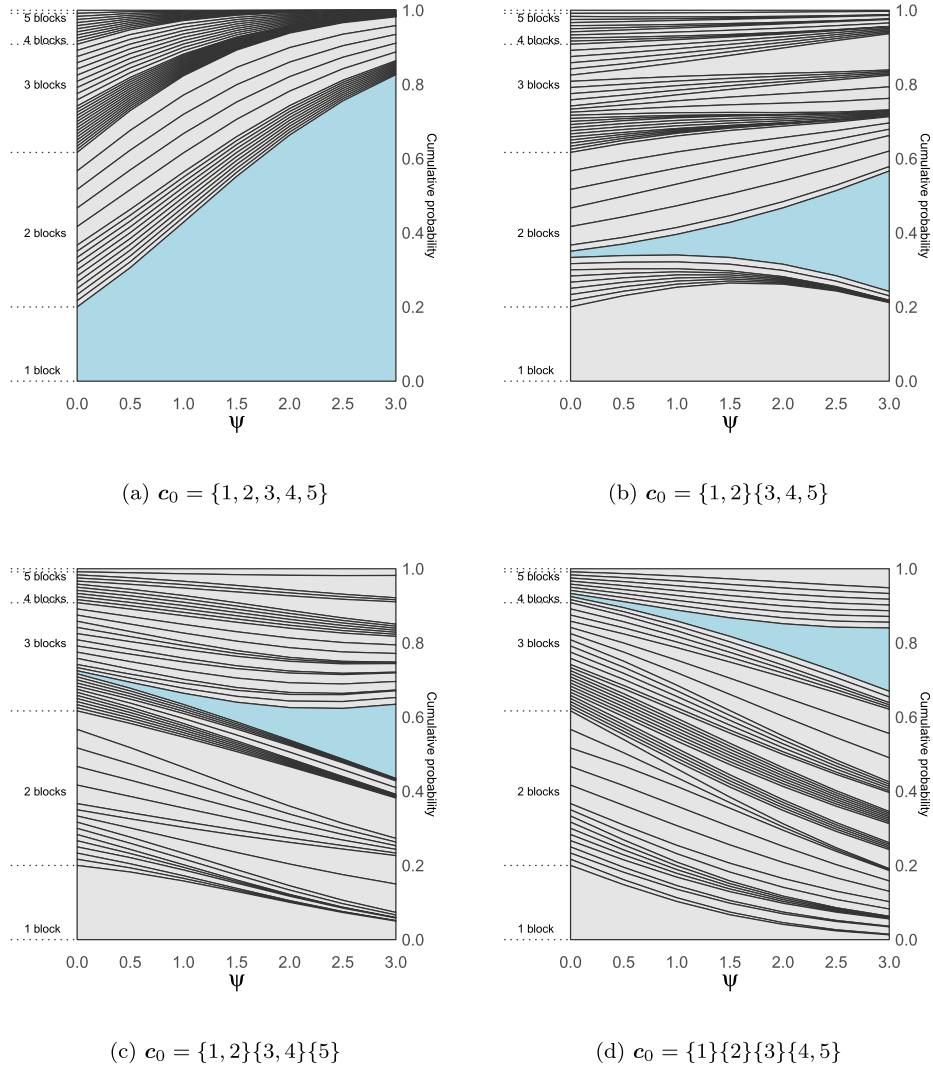 5 blocks
4 blocks
3 blocks
2 blocks
1 block
1.0
0.8
0.6
0.4
0.2
0.0
Cumulative probability
0.0 0.5 1.0 1.5 2.0 2.5 3.0
ψ
(a) c₀ = {1, 2, 3, 4, 5}
5 blocks
4 blocks
3 blocks
2 blocks
1 block
1.0
0.8
0.6
0.4
0.2
0.0
Cumulative probability
0.0 0.5 1.0 1.5 2.0 2.5 3.0
ψ
(b) c₀ = {1, 2}{3, 4, 5}
5 blocks
4 blocks
3 blocks
2 blocks
1 block
1.0
0.8
0.6
0.4
0.2
0.0
Cumulative probability
0.0 0.5 1.0 1.5 2.0 2.5 3.0
ψ
(c) c₀ = {1, 2}{3, 4}{5}
5 blocks
4 blocks
3 blocks
2 blocks
1 block
1.0
0.8
0.6
0.4
0.2
0.0
Cumulative probability
0.0 0.5 1.0 1.5 2.0 2.5 3.0
ψ
(d) c₀ = {1}{2}{3}{4, 5}